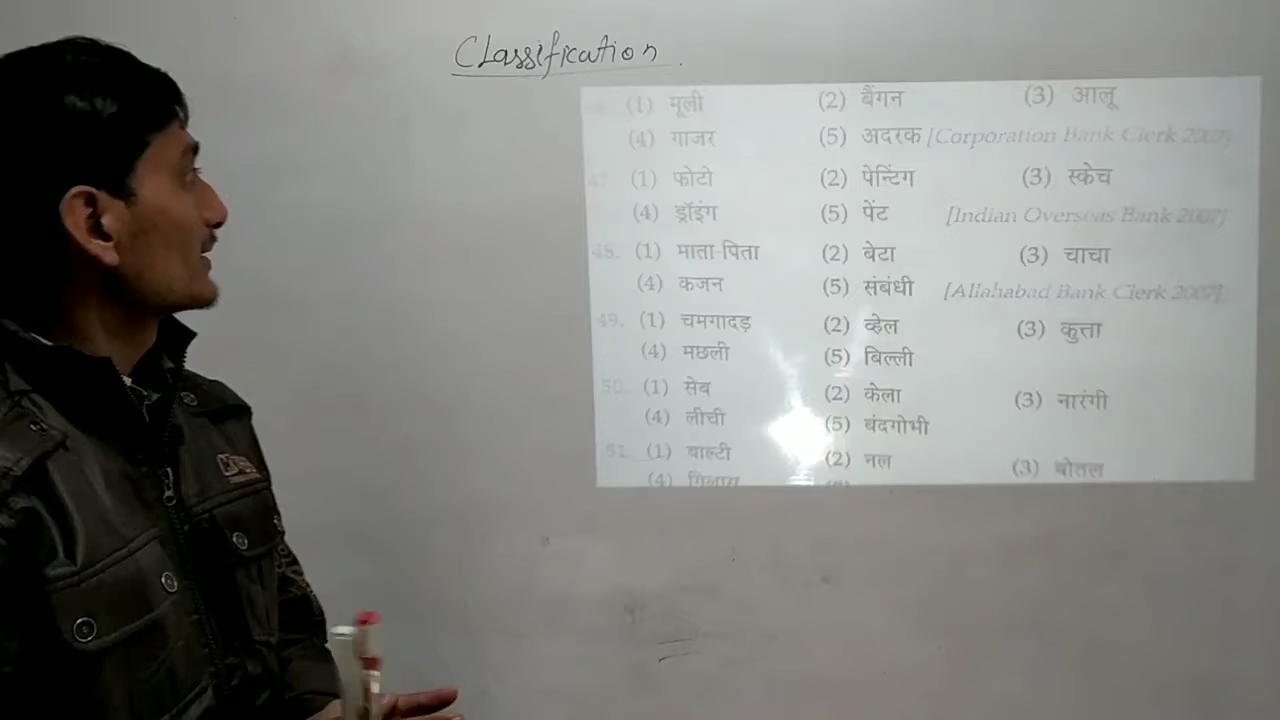 Classification
(1) मूली (2) बैंगन (3) आलू
(4) गाजर (5) अदरक [Corporation Bank Clerk 2007]
47. (1) फोटो (2) पेन्टिंग (3) स्केच
(4) ड्रॉइंग (5) पेंट [Indian Overseas Bank 2007]
48. (1) माता-पिता (2) बेटा (3) चाचा
(4) कजन (5) संबंधी [Allahabad Bank Clerk 2007]
49. (1) चमगादड़ (2) व्हेल (3) कुत्ता
(4) मछली (5) बिल्ली
50. (1) सेब (2) केला (3) नारंगी
(4) लीची (5) बंदगोभी
51. (1) बाल्टी (2) नल (3) बोतल
(4) गिलास